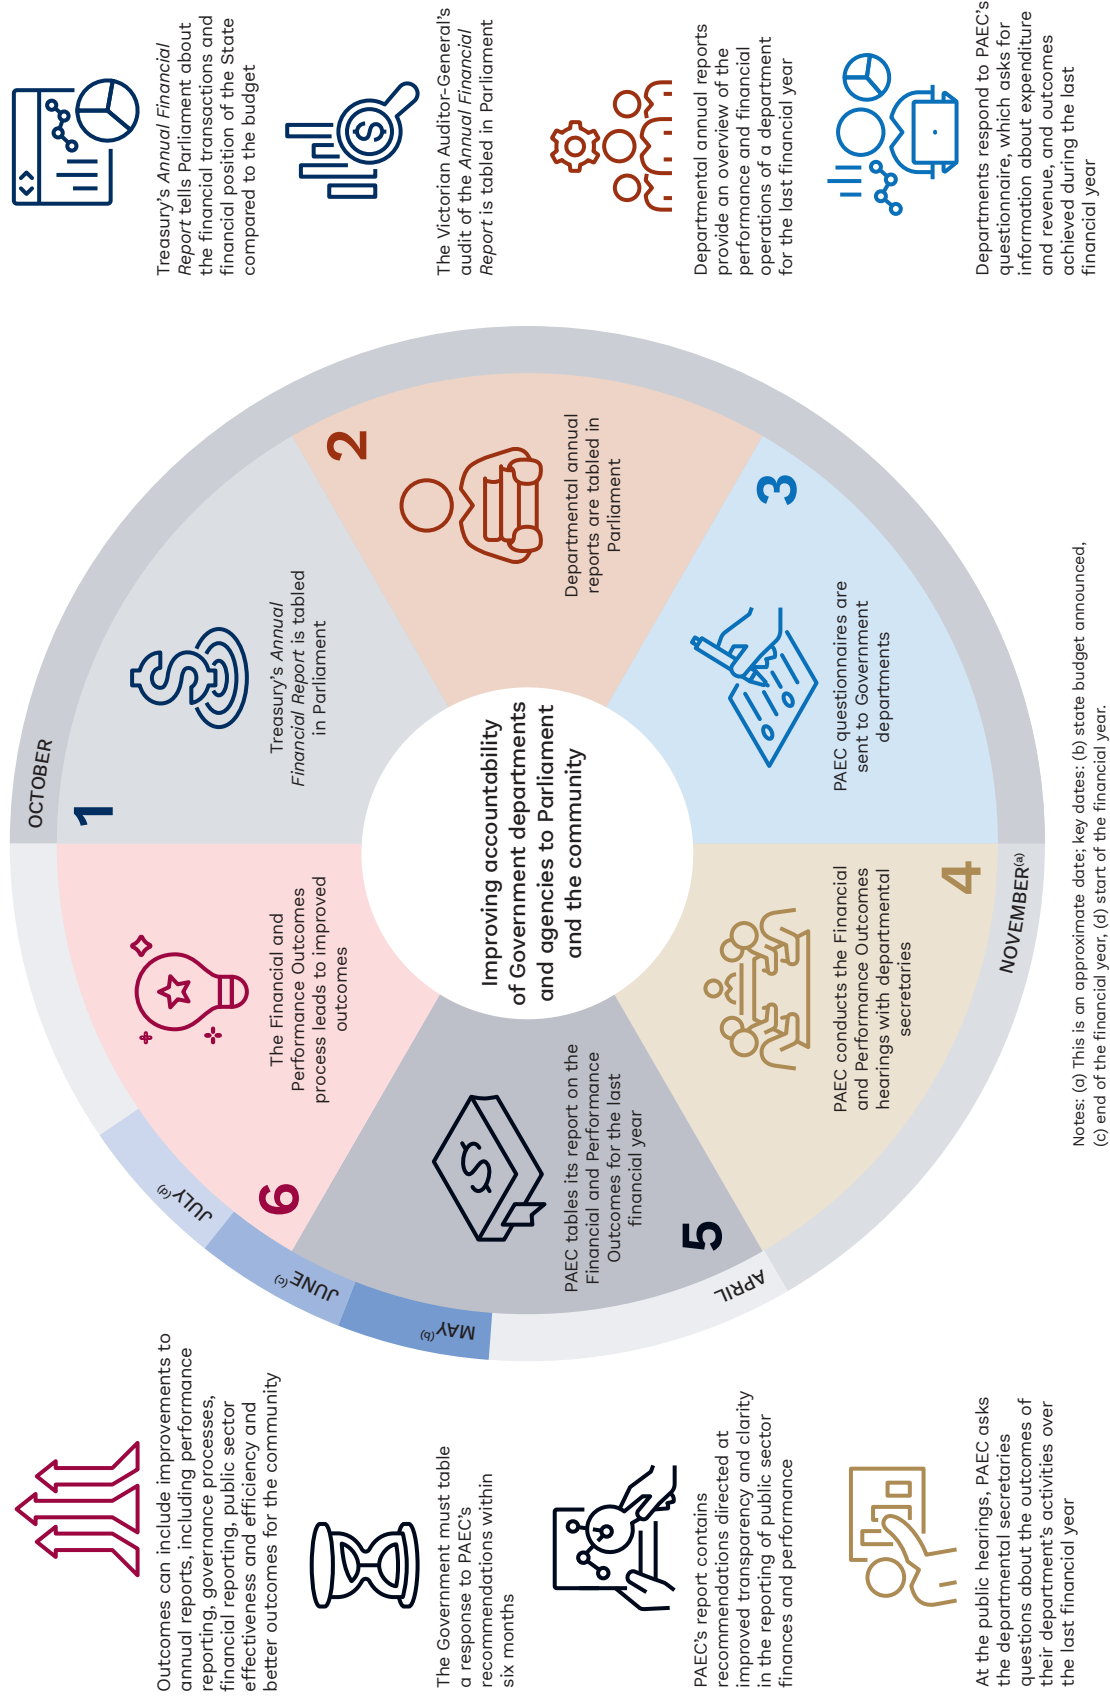 Treasury's Annual Financial
Report tells Parliament about
the financial transactions and
financial position of the State
compared to the budget
The Victorian Auditor-General's
audit of the Annual Financial
Report is tabled in Parliament
Departmental annual reports
provide an overview of the
performance and financial
operations of a department
for the last financial year
Departments respond to PAEC's
questionnaire, which asks for
information about expenditure
and revenue, and outcomes
achieved during the last
financial year
OCTOBER
1
Treasury's Annual
Financial Report is tabled
in Parliament
2
Departmental annual
reports are tabled in
Parliament
3
PAEC questionnaires are
sent to Government
departments
NOVEMBER(a)
4
PAEC conducts the Financial
and Performance Outcomes
hearings with departmental
secretaries
APRIL
5
PAEC tables its report on the
Financial and Performance
Outcomes for the last
financial year
MAY(b)
JUNE(c)
JULY(d)
6
The Financial and
Performance Outcomes
process leads to improved
outcomes
Improving accountability
of Government departments
and agencies to Parliament
and the community
Outcomes can include improvements to
annual reports, including performance
reporting, governance processes,
financial reporting, public sector
effectiveness and efficiency and
better outcomes for the community
The Government must table
a response to PAEC's
recommendations within
six months
PAEC's report contains
recommendations directed at
improved transparency and clarity
in the reporting of public sector
finances and performance
At the public hearings, PAEC asks
the departmental secretaries
questions about the outcomes of
their department's activities over
the last financial year
Notes: (a) This is an approximate date; key dates: (b) state budget announced,
(c) end of the financial year, (d) start of the financial year.